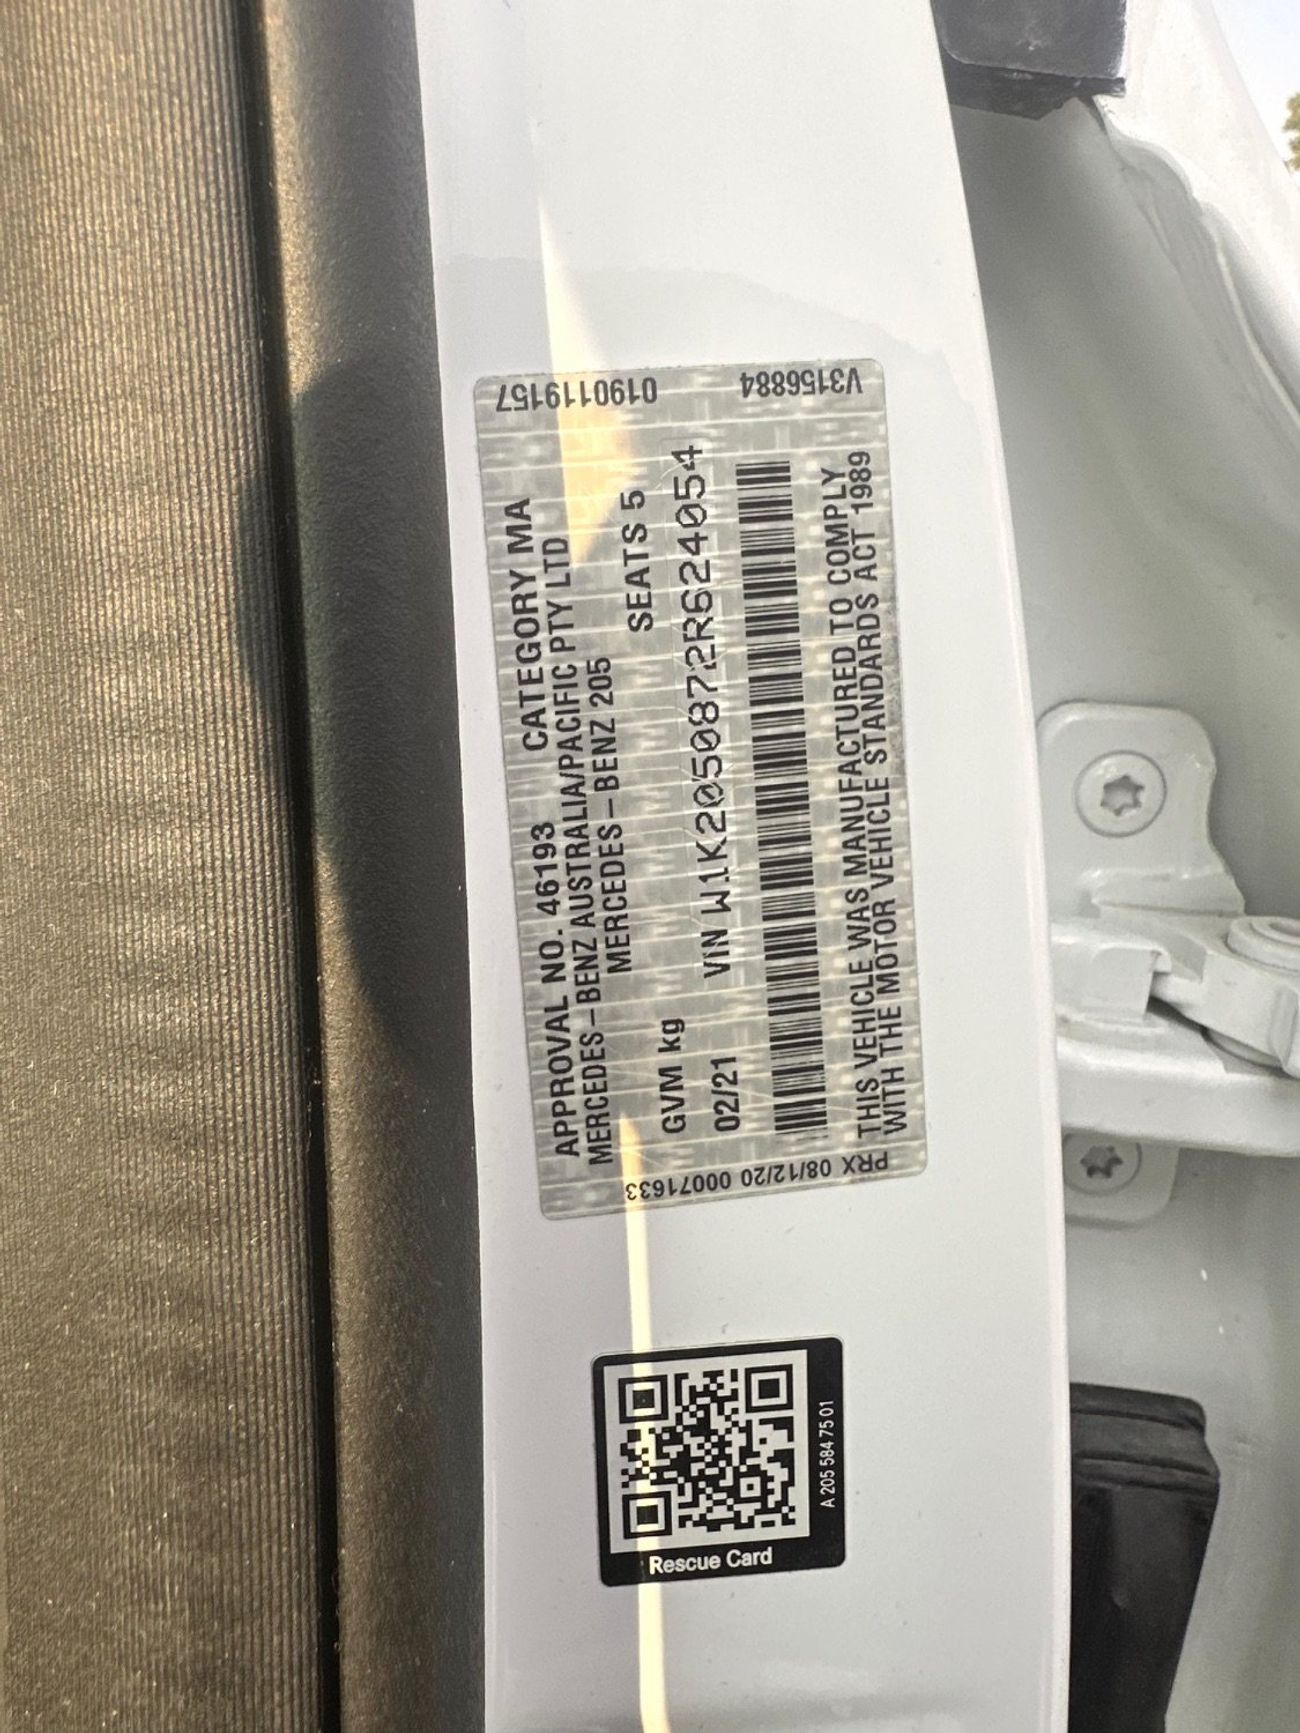 0190119157
V3156884
APPROVAL NO. 46193 CATEGORY MA
MERCEDES-BENZ AUSTRALIA/PACIFIC PTY LTD
MERCEDES-BENZ 205
SEATS 5
GVM kg
02/21 VIN W1K2050872R624054
THIS VEHICLE WAS MANUFACTURED TO COMPLY
WITH THE MOTOR VEHICLE STANDARDS ACT 1989
PRX 08/12/20 00071633
A 205 584 75 01
Rescue Card